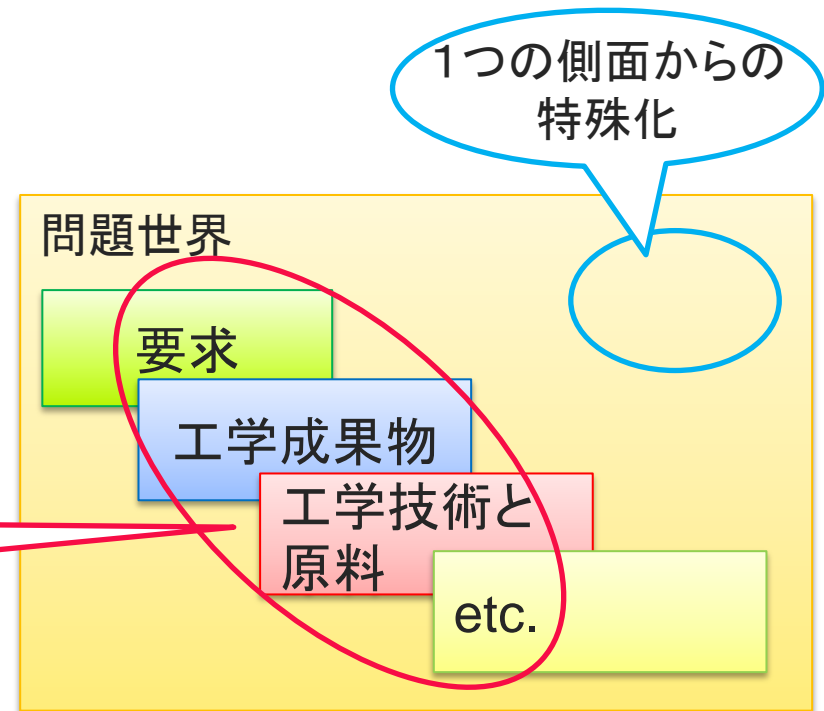 １つの側面からの
特殊化
問題世界
要求
工学成果物
工学技術と
原料
etc.